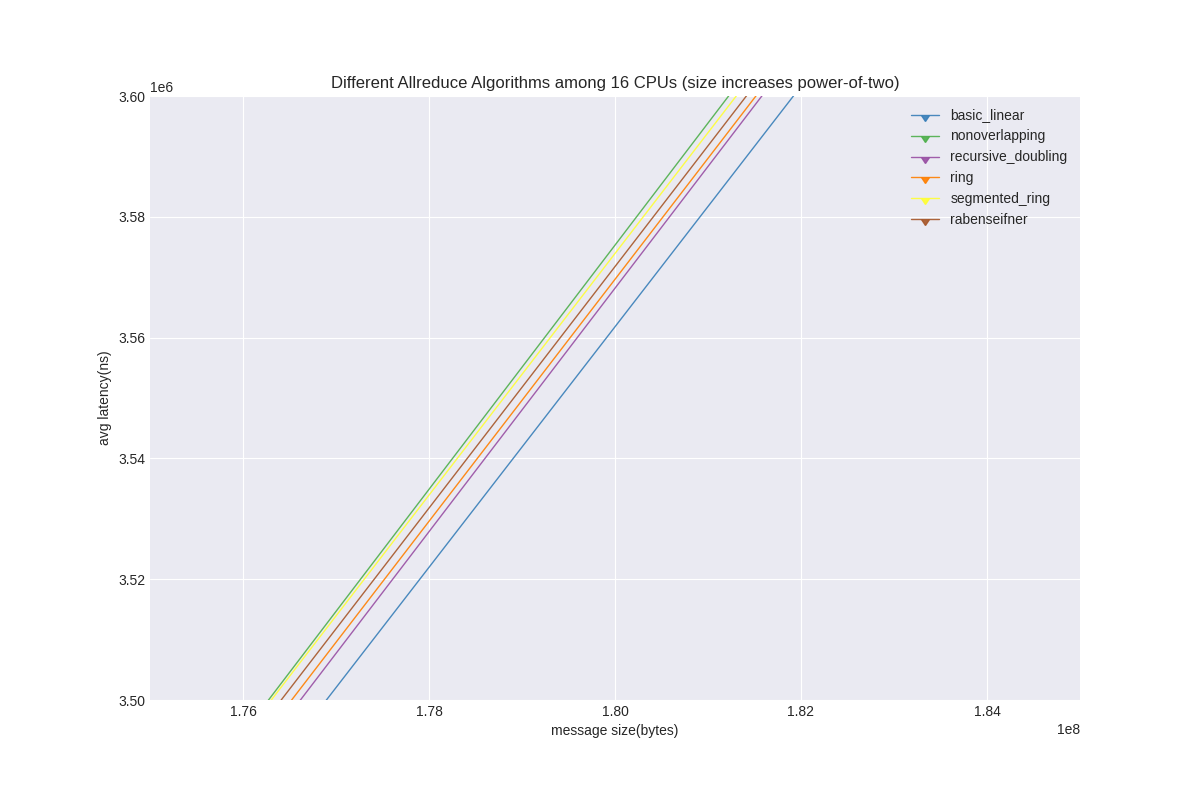 Different Allreduce Algorithms among 16 CPUs (size increases power-of-two)
1e6
3.60
3.58
3.56
3.54
3.52
3.50
avg latency(ns)
basic_linear
nonoverlapping
recursive_doubling
ring
segmented_ring
rabenseifner
1.76 1.78 1.80 1.82 1.84
message size(bytes)
1e8